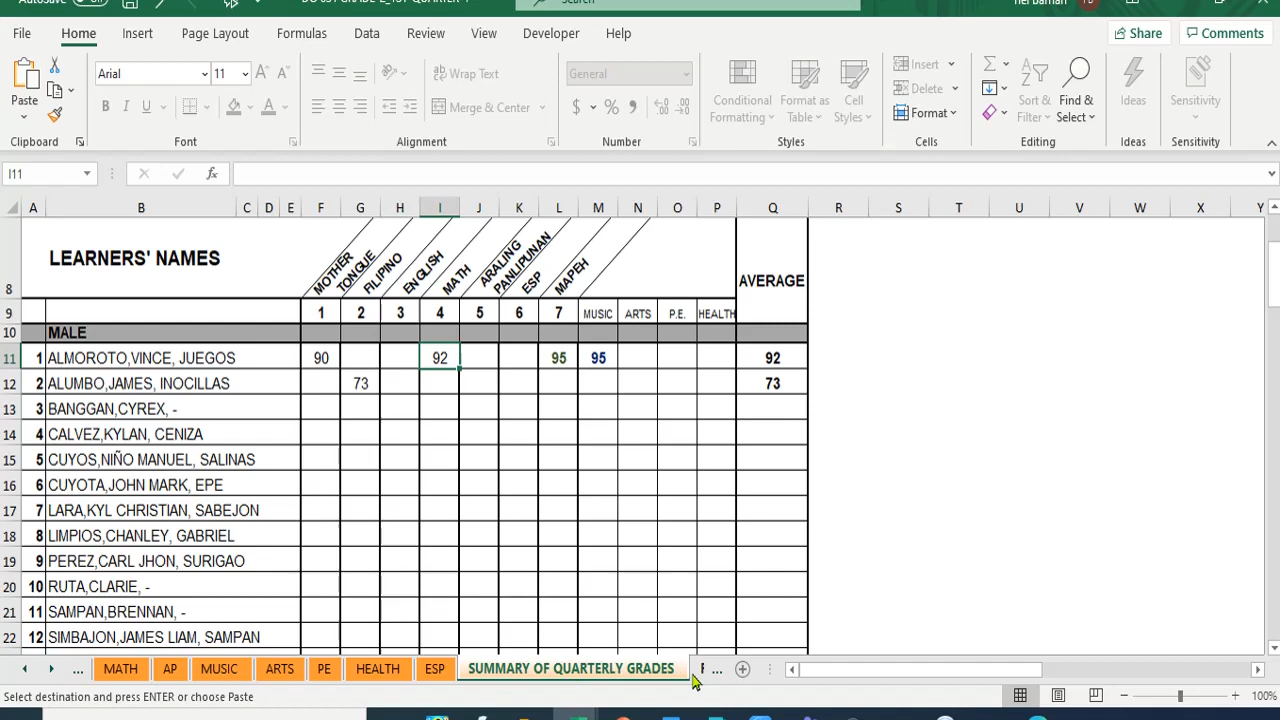 File Home Insert Page Layout Formulas Data Review View Developer Help Share Comments
Paste Arial 11 Wrap Text General Conditional Formatting Format as Table Cell Styles Insert Delete Format Sort & Filter Find & Select Ideas Sensitivity
B I U Merge & Center $ %
Clipboard Font Alignment Number Styles Cells Editing Ideas Sensitivity
I11 fx
A B C D E F G H I J K L M N O P Q R S T U V W X Y
8 LEARNERS' NAMES MOTHER TONGUE FILIPINO ENGLISH MATH ARALING PANLIPUNAN ESP MAPEH AVERAGE
9 1 2 3 4 5 6 7 MUSIC ARTS P.E. HEALTH
10 MALE
11 1 ALMOROTO,VINCE, JUEGOS 90 92 95 95 92
12 2 ALUMBO,JAMES, INOCILLAS 73 73
13 3 BANGGAN,CYREX, -
14 4 CALVEZ,KYLAN, CENIZA
15 5 CUYOS,NIÑO MANUEL, SALINAS
16 6 CUYOTA,JOHN MARK, EPE
17 7 LARA,KYL CHRISTIAN, SABEJON
18 8 LIMPIOS,CHANLEY, GABRIEL
19 9 PEREZ,CARL JHON, SURIGAO
20 10 RUTA,CLARIE, -
21 11 SAMPAN,BRENNAN, -
22 12 SIMBAJON,JAMES LIAM, SAMPAN
... MATH AP MUSIC ARTS PE HEALTH ESP SUMMARY OF QUARTERLY GRADES ...
Select destination and press ENTER or choose Paste 100%